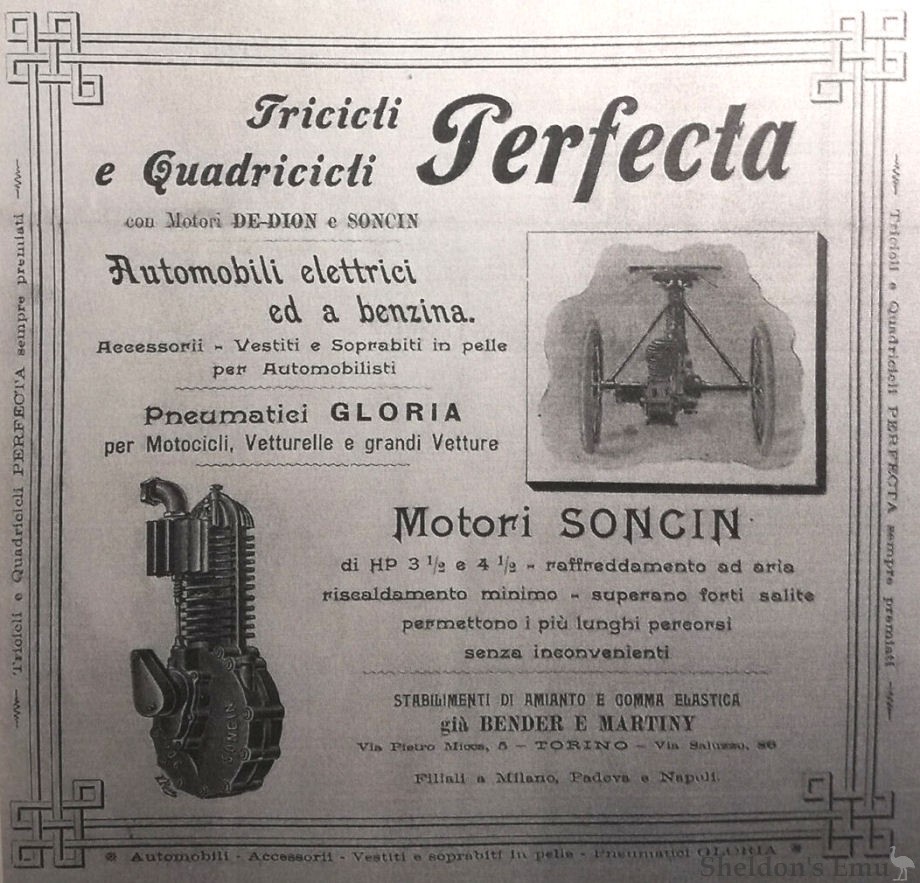 Tricicli
e Quadricicli
Perfecta
con Motori DE-DION e SONCIN
Automobili elettrici
ed a benzina.
Accessorii - Vestiti e Soprabiti in pelle
per Automobilisti
Pneumatici GLORIA
per Motocicli, Vetturelle e grandi Vetture
Motori SONCIN
di HP 3 1/2 e 4 1/2 - raffreddamento ad aria
riscaldamento minimo - superano forti salite
permettono i più lunghi percorsi
senza inconvenienti
SONCIN
STABILIMENTI DI AMIANTO E GOMMA ELASTICA
già BENDER E MARTINY
Via Pietro Micca, 5 - TORINO - Via Saluzzo, 86
Filiali a Milano, Padova e Napoli.
Tricicli e Quadricicli PERFECTA sempre premiati
Tricicli e Quadricicli PERFECTA sempre premiati
Automobili - Accessorii - Vestiti e soprabiti in pelle - Pneumatici GLORIA
Sheldon's Emu